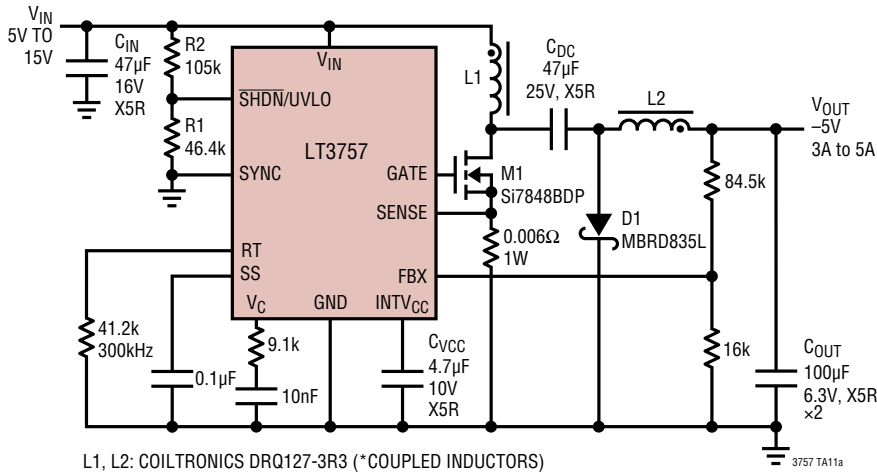 VIN
5V TO
15V
CIN
47µF
16V
X5R
R2
105k
R1
46.4k
VIN
SHDN/UVLO
LT3757
SYNC
GATE
SENSE
RT
SS
FBX
VC
GND
INTVCC
L1
CDC
47µF
25V, X5R
L2
VOUT
–5V
3A to 5A
M1
Si7848BDP
84.5k
D1
MBRD835L
0.006Ω
1W
41.2k
300kHz
0.1µF
9.1k
10nF
CVCC
4.7µF
10V
X5R
16k
COUT
100µF
6.3V, X5R
×2
3757 TA11a
L1, L2: COILTRONICS DRQ127-3R3 (*COUPLED INDUCTORS)